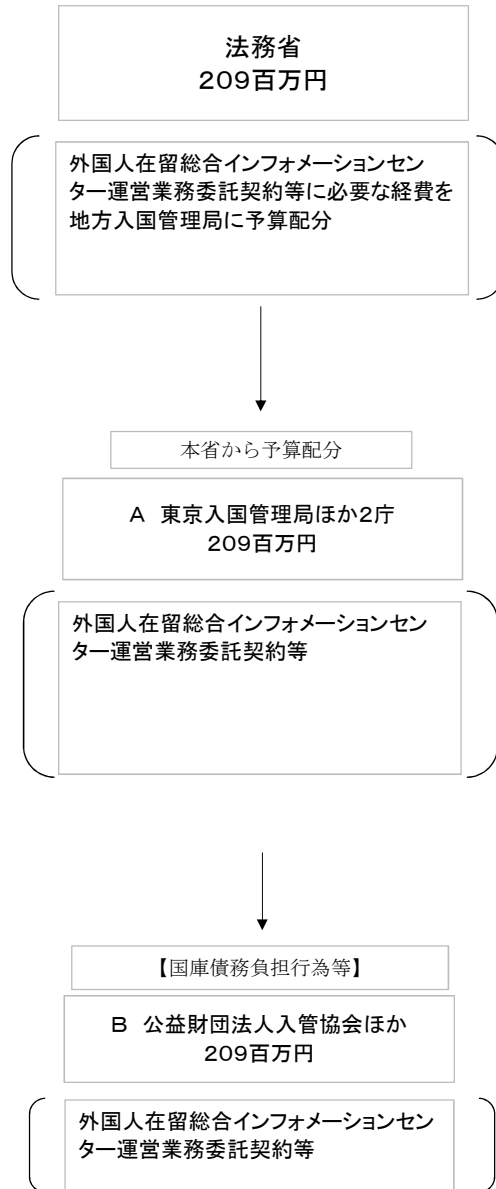 法務省
209百万円
外国人在留総合インフォメーションセン
ター運営業務委託契約等に必要な経費を
地方入国管理局に予算配分
本省から予算配分
A 東京入国管理局ほか2庁
209百万円
外国人在留総合インフォメーションセン
ター運営業務委託契約等
【国庫債務負担行為等】
B 公益財団法人入管協会ほか
209百万円
外国人在留総合インフォメーションセン
ター運営業務委託契約等